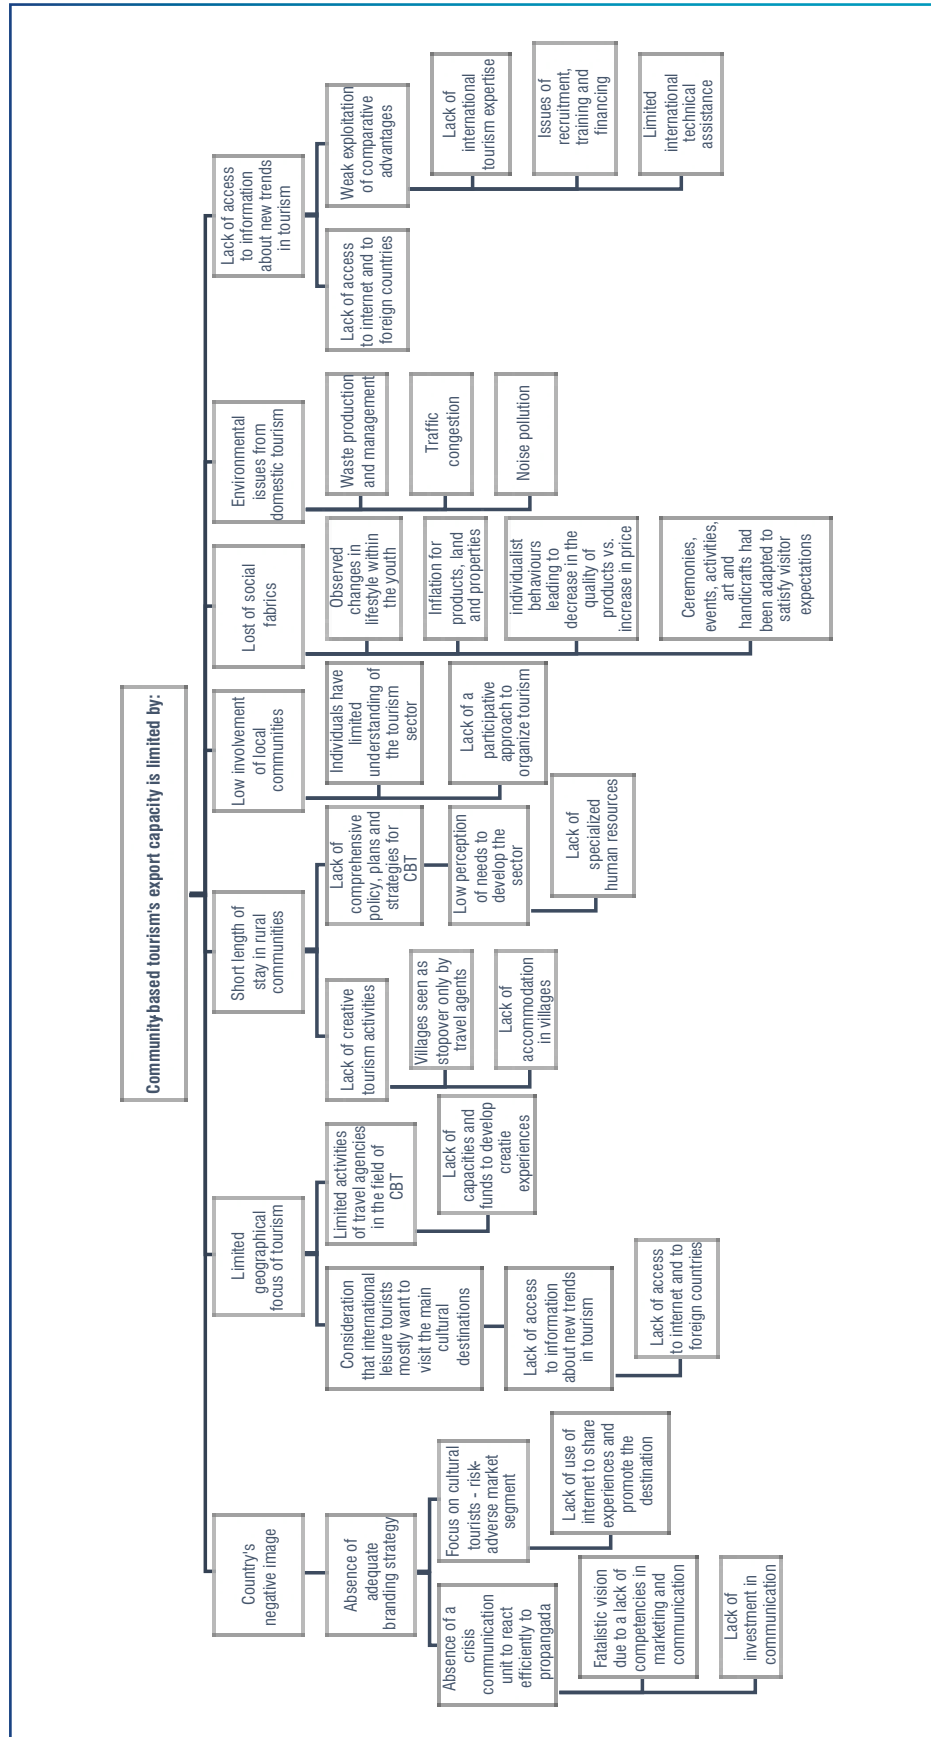 Community-based tourism's export capacity is limited by:
Country's
negative image
Absence of
adequate
branding strategy
Absence of a
crisis
communication
unit to react
efficiently to
propangada
Fatalistic vision
due to a lack of
competencies in
marketing and
communication
Lack of
investment in
communication
Focus on cultural
tourists - risk-
adverse market
segment
Lack of use of
internet to share
experiences and
promote the
destination
Limited
geographical
focus of tourism
Consideration
that international
leisure tourists
mostly want to
visit the main
cultural
destinations
Lack of access
to information
about new trends
in tourism
Lack of access
to internet and to
foreign countries
Limited activities
of travel agencies
in the field of
CBT
Lack of
capacities and
funds to develop
creatie
experiences
Short length of
stay in rural
communities
Lack of creative
tourism activities
Villages seen as
stopover only by
travel agents
Lack of
accommodation
in villages
Lack of
comprehensive
policy, plans and
strategies for
CBT
Low perception
of needs to
develop the
sector
Lack of
specialized
human resources
Low involvement
of local
communities
Individuals have
limited
understanding of
the tourism
sector
Lack of a
participative
approach to
organize tourism
Lost of social
fabrics
Observed
changes in
lifestyle within
the youth
Inflation for
products, land
and properties
individualist
behaviours
leading to
decrease in the
quality of
products vs.
increase in price
Ceremonies,
events, activities,
art and
handicrafts had
been adapted to
satisfy visitor
expectations
Environmental
issues from
domestic tourism
Waste production
and management
Traffic
congestion
Noise pollution
Lack of access
to information
about new trends
in tourism
Lack of access
to internet and to
foreign countries
Weak exploitation
of comparative
advantages
Lack of
international
tourism expertise
Issues of
recruitment,
training and
financing
Limited
international
technical
assistance